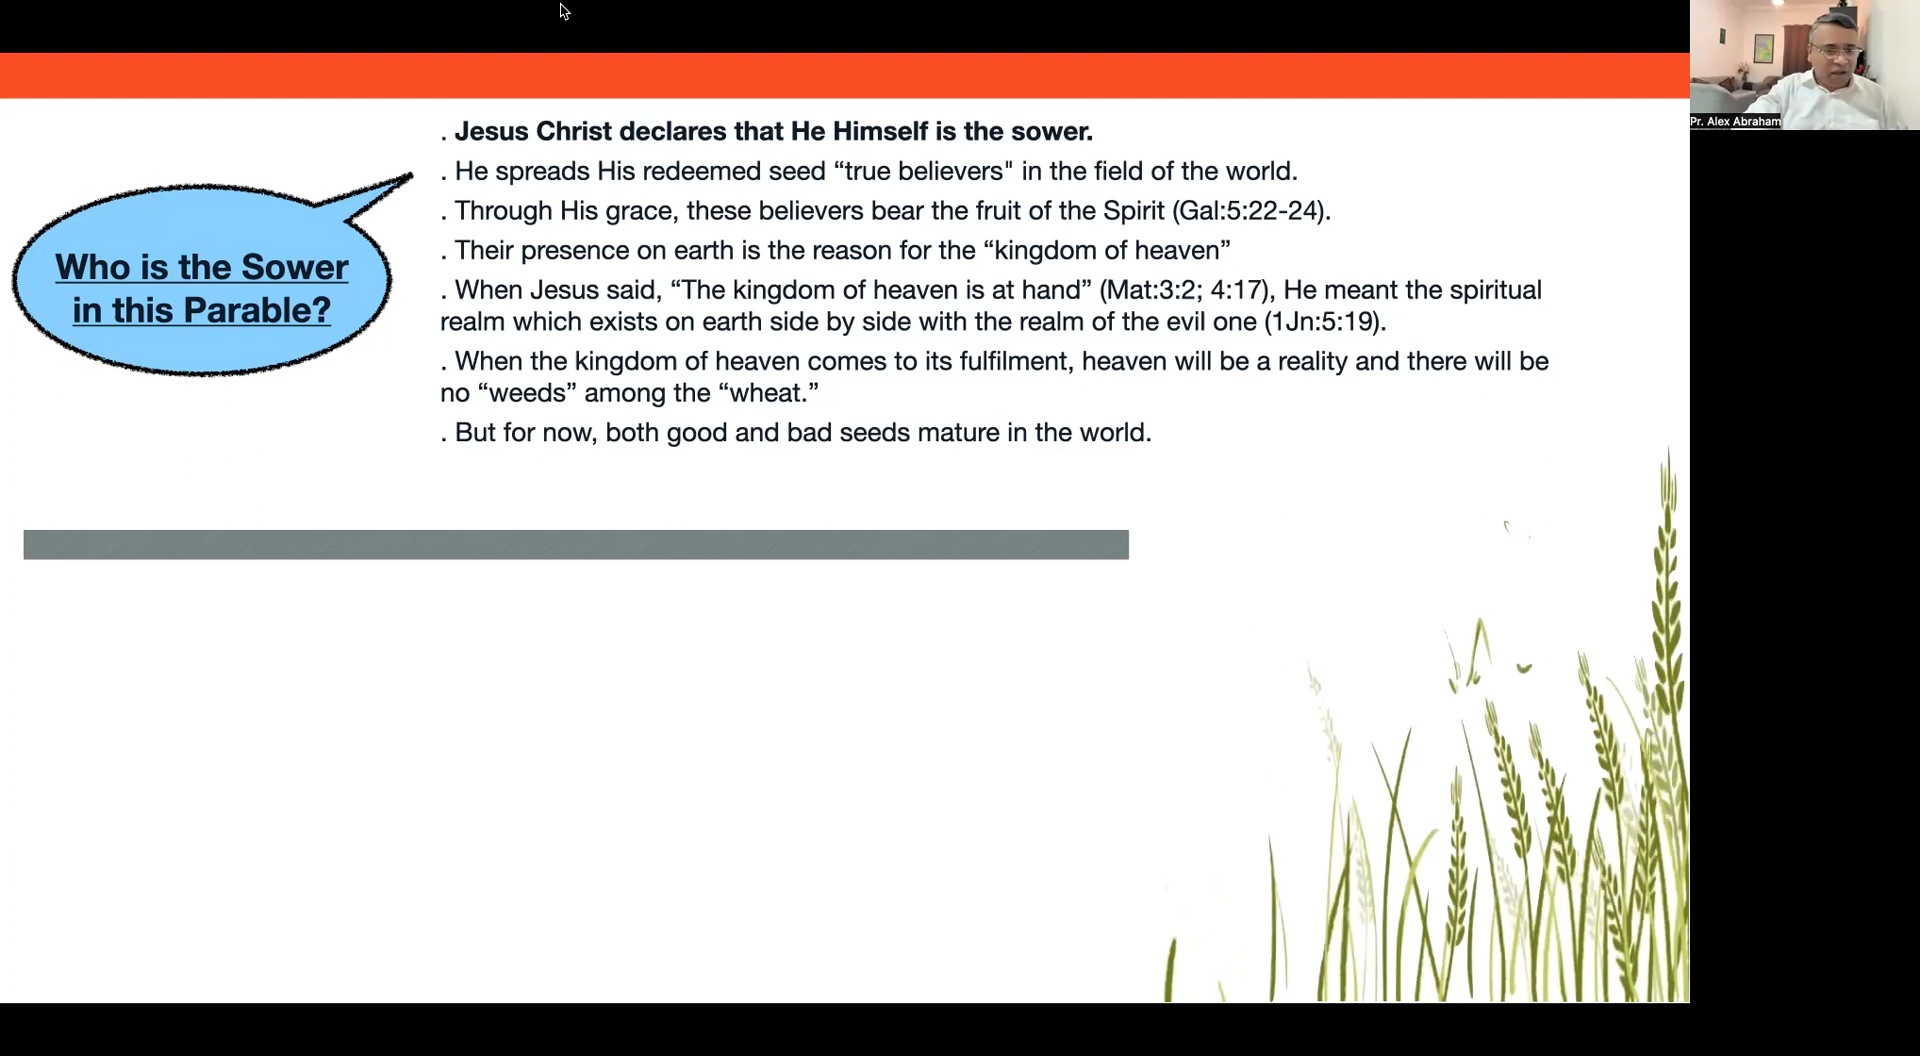 Pr. Alex Abraham
. Jesus Christ declares that He Himself is the sower.
. He spreads His redeemed seed “true believers" in the field of the world.
. Through His grace, these believers bear the fruit of the Spirit (Gal:5:22-24).
. Their presence on earth is the reason for the “kingdom of heaven”
. When Jesus said, “The kingdom of heaven is at hand” (Mat:3:2; 4:17), He meant the spiritual
realm which exists on earth side by side with the realm of the evil one (1Jn:5:19).
. When the kingdom of heaven comes to its fulfilment, heaven will be a reality and there will be
no “weeds” among the “wheat.”
. But for now, both good and bad seeds mature in the world.
Who is the Sower
in this Parable?